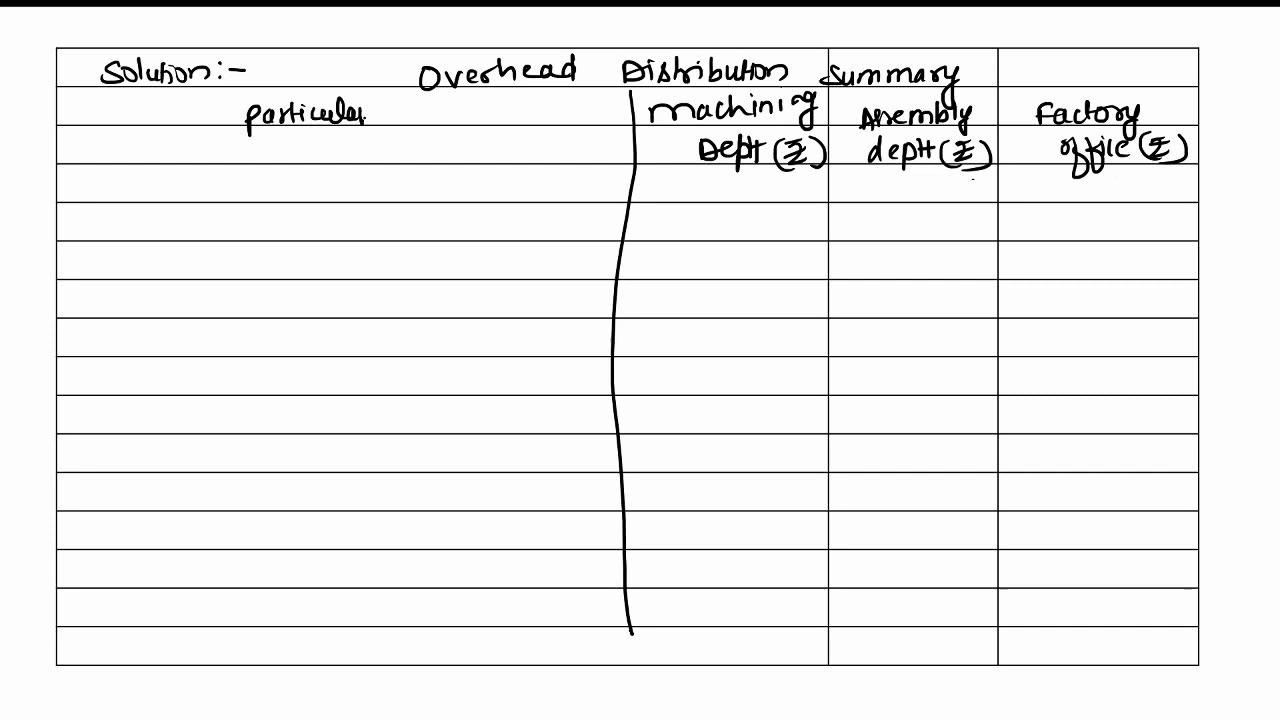 Solution:- Overhead Distribution Summary
particular Machining Assembly Factory
Dept (₹) dept (₹) office (₹)